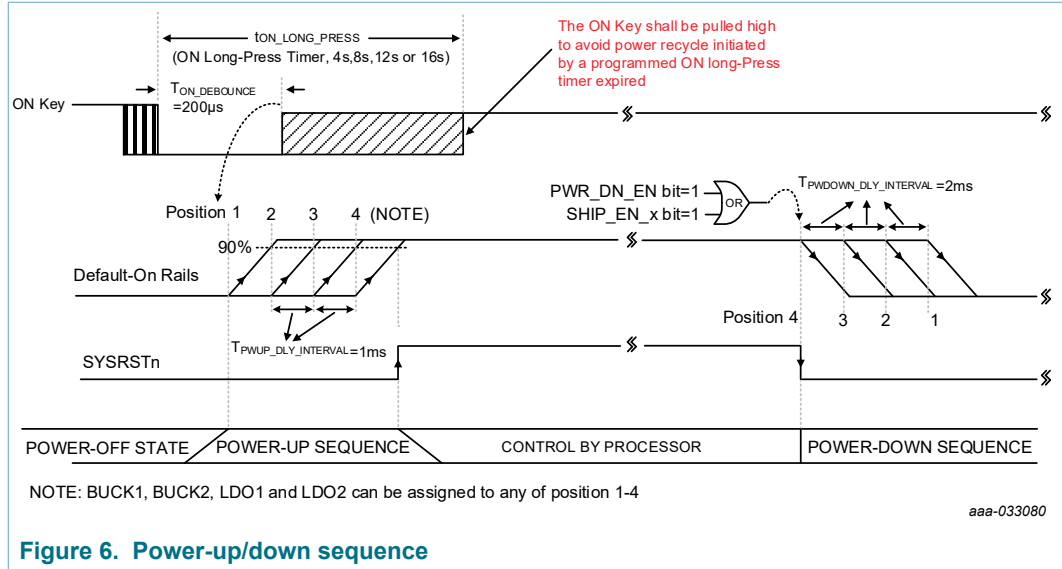 tON_LONG_PRESS
(ON Long-Press Timer, 4s,8s,12s or 16s)
The ON Key shall be pulled high
to avoid power recycle initiated
by a programmed ON long-Press
timer expired
TON_DEBOUNCE
=200µs
ON Key
PWR_DN_EN bit=1
SHIP_EN_x bit=1
OR
TPWDOWN_DLY_INTERVAL =2ms
Position 1 2 3 4 (NOTE)
90%
Default-On Rails
Position 4 3 2 1
TPWUP_DLY_INTERVAL=1ms
SYSRSTn
POWER-OFF STATE POWER-UP SEQUENCE CONTROL BY PROCESSOR POWER-DOWN SEQUENCE
NOTE: BUCK1, BUCK2, LDO1 and LDO2 can be assigned to any of position 1-4
aaa-033080
Figure 6. Power-up/down sequence